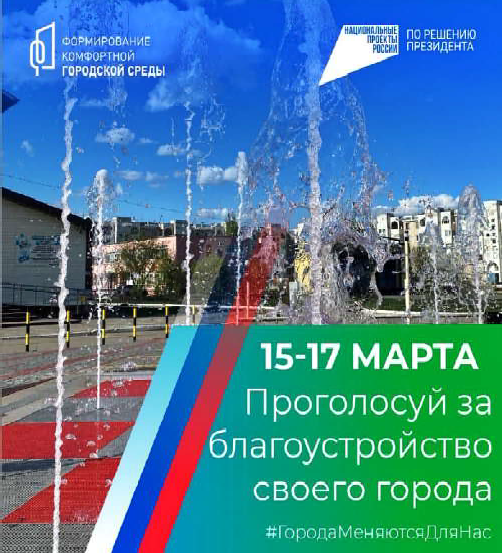 ФОРМИРОВАНИЕ
КОМФОРТНОЙ
ГОРОДСКОЙ СРЕДЫ
НАЦИОНАЛЬНЫЕ
ПРОЕКТЫ
РОССИИ
ПО РЕШЕНИЮ
ПРЕЗИДЕНТА
15-17 МАРТА
Проголосуй за
благоустройство
своего города
#ГородаМеняютсяДляНас